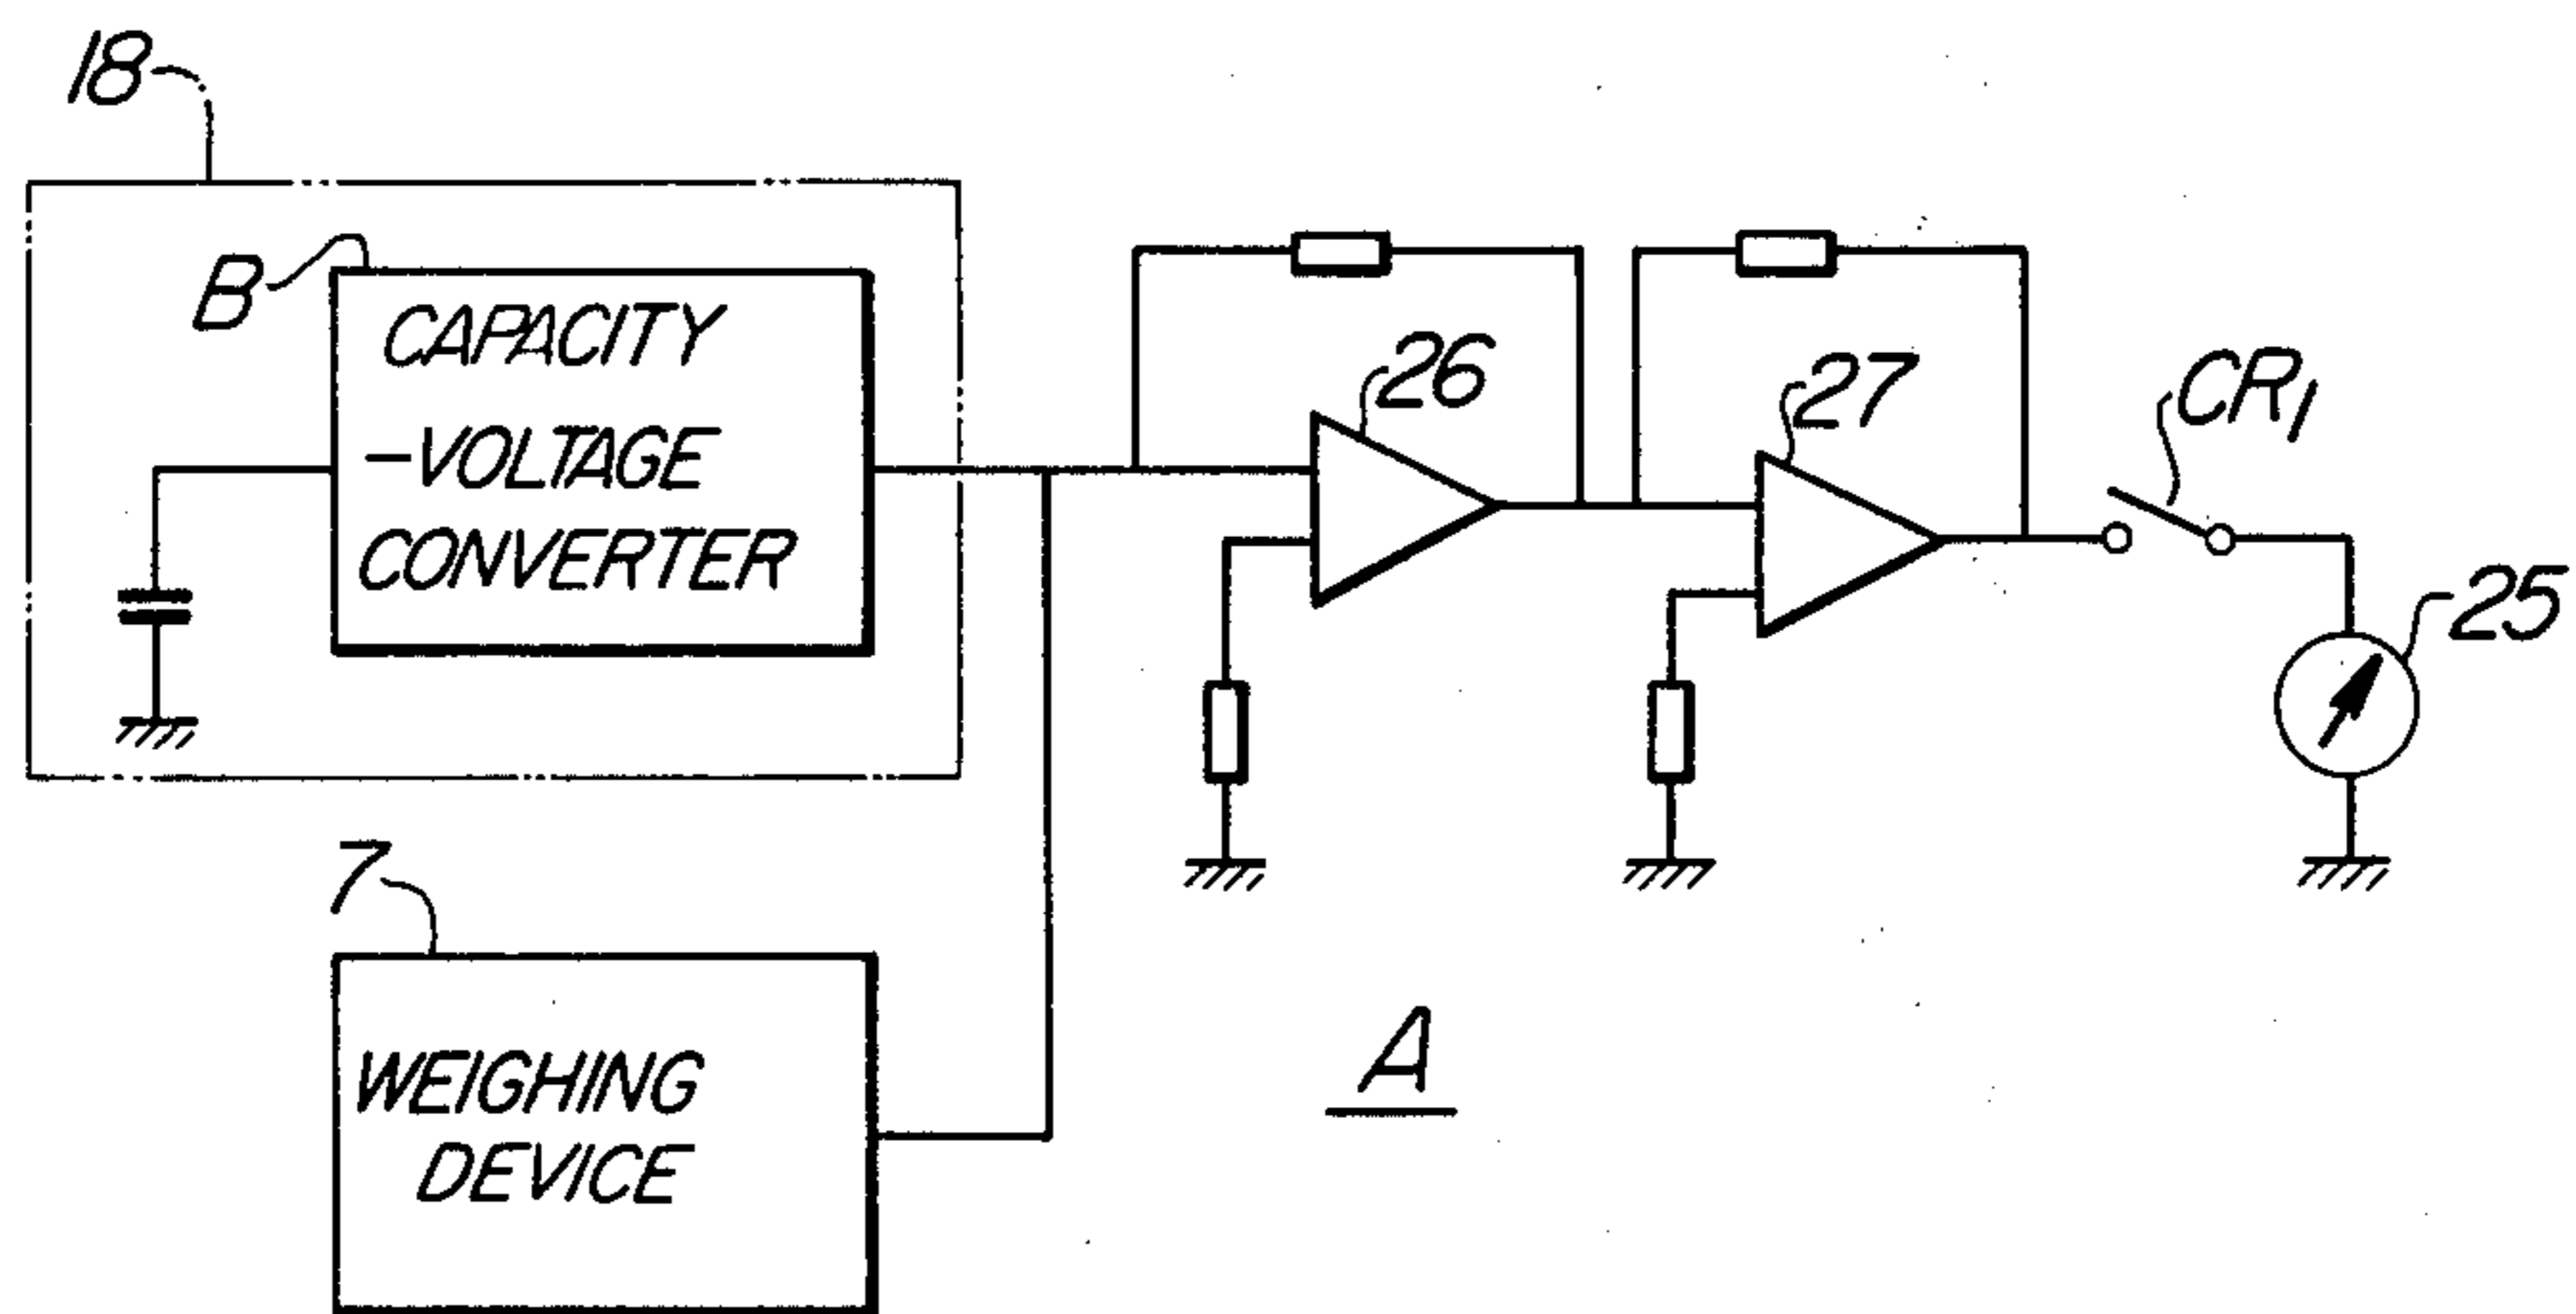 18
B
CAPACITY
-VOLTAGE
CONVERTER
26
27
CR1
25
7
WEIGHING
DEVICE
A